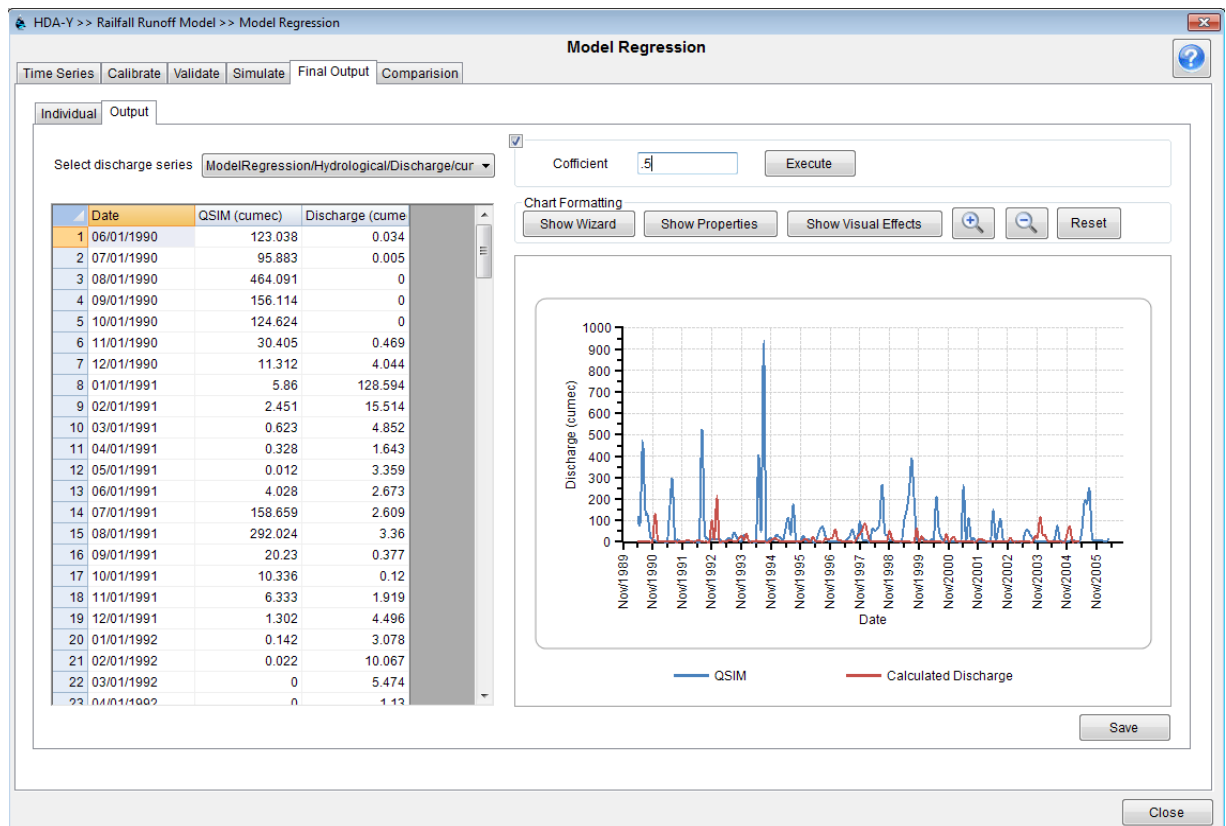 HDA-Y >> Railfall Runoff Model >> Model Regression
Model Regression
Time Series Calibrate Validate Simulate Final Output Comparision
Individual Output
Select discharge series ModelRegression/Hydrological/Discharge/cur
Cofficient .5 Execute
Chart Formatting
Show Wizard Show Properties Show Visual Effects Reset
Date QSIM (cumec) Discharge (cume
1 06/01/1990 123.038 0.034
2 07/01/1990 95.883 0.005
3 08/01/1990 464.091 0
4 09/01/1990 156.114 0
5 10/01/1990 124.624 0
6 11/01/1990 30.405 0.469
7 12/01/1990 11.312 4.044
8 01/01/1991 5.86 128.594
9 02/01/1991 2.451 15.514
10 03/01/1991 0.623 4.852
11 04/01/1991 0.328 1.643
12 05/01/1991 0.012 3.359
13 06/01/1991 4.028 2.673
14 07/01/1991 158.659 2.609
15 08/01/1991 292.024 3.36
16 09/01/1991 20.23 0.377
17 10/01/1991 10.336 0.12
18 11/01/1991 6.333 1.919
19 12/01/1991 1.302 4.496
20 01/01/1992 0.142 3.078
21 02/01/1992 0.022 10.067
22 03/01/1992 0 5.474
23 04/01/1992 0 1.13
Discharge (cumec)
1000
900
800
700
600
500
400
300
200
100
0
Nov/1989 Nov/1990 Nov/1991 Nov/1992 Nov/1993 Nov/1994 Nov/1995 Nov/1996 Nov/1997 Nov/1998 Nov/1999 Nov/2000 Nov/2001 Nov/2002 Nov/2003 Nov/2004 Nov/2005
Date
QSIM Calculated Discharge
Save
Close